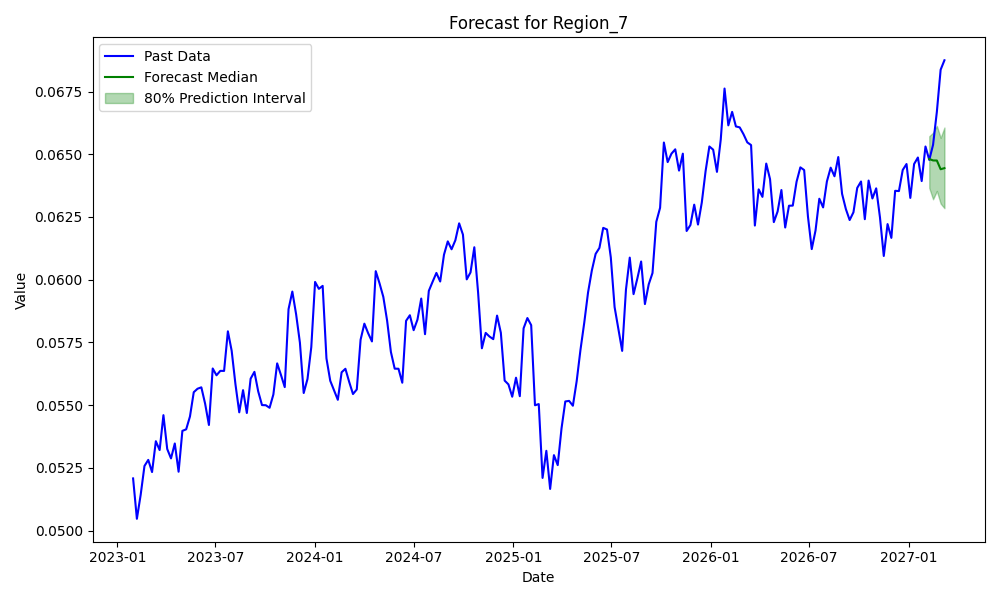 Forecast for Region_7
Past Data
Forecast Median
80% Prediction Interval
Value
0.0675
0.0650
0.0625
0.0600
0.0575
0.0550
0.0525
0.0500
2023-01 2023-07 2024-01 2024-07 2025-01 2025-07 2026-01 2026-07 2027-01
Date